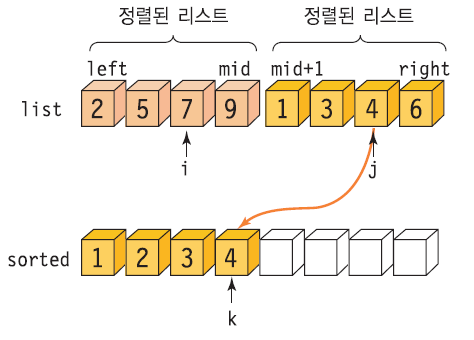 정렬된 리스트 정렬된 리스트
left mid mid+1 right
list 2 5 7 9 1 3 4 6
i j
sorted 1 2 3 4
k